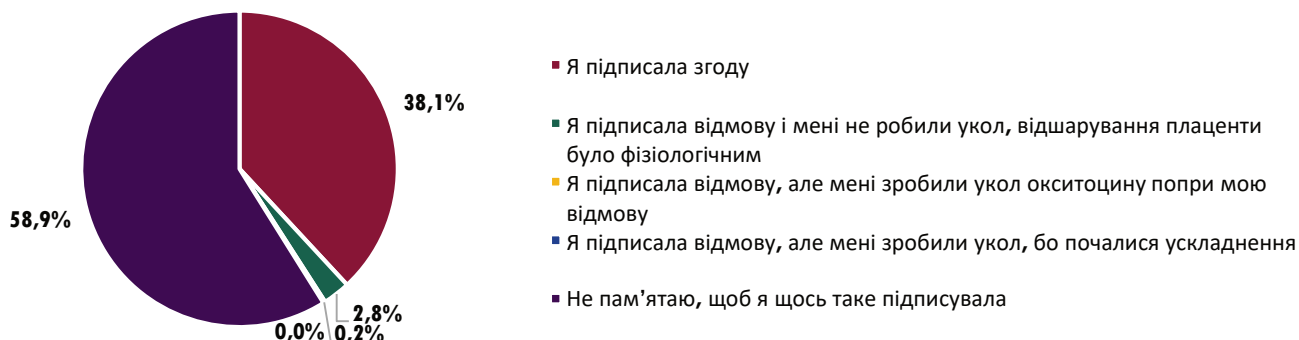 Я підписала згоду
38,1%
Я підписала відмову і мені не робили укол, відшарування плаценти
було фізіологічним
Я підписала відмову, але мені зробили укол окситоцину попри мою
відмову
58,9%
Я підписала відмову, але мені зробили укол, бо почалися ускладнення
Не пам’ятаю, щоб я щось таке підписувала
2,8%
0,0%
0,2%